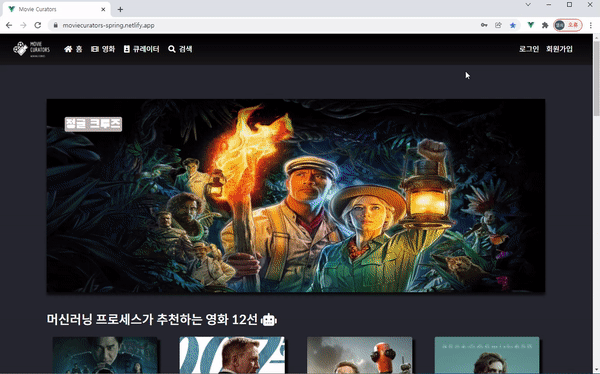 Movie Curators
moviecurators-spring.netlify.app
MOVIE
CURATORS
홈 영화 큐레이터 검색
로그인 회원가입
정글 크루즈
머신러닝 프로세스가 추천하는 영화 12선